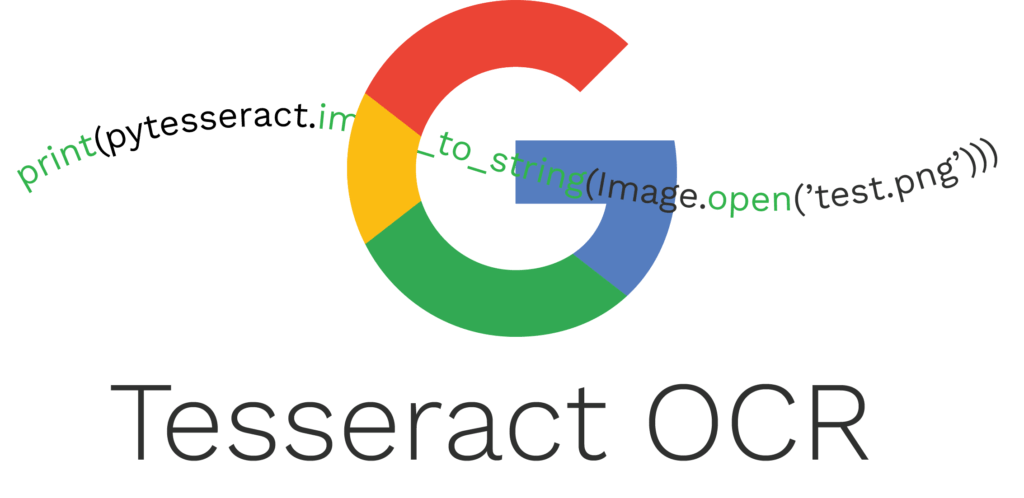 print(pytesseract.im _to_string(Image.open('test.png')))
Tesseract OCR